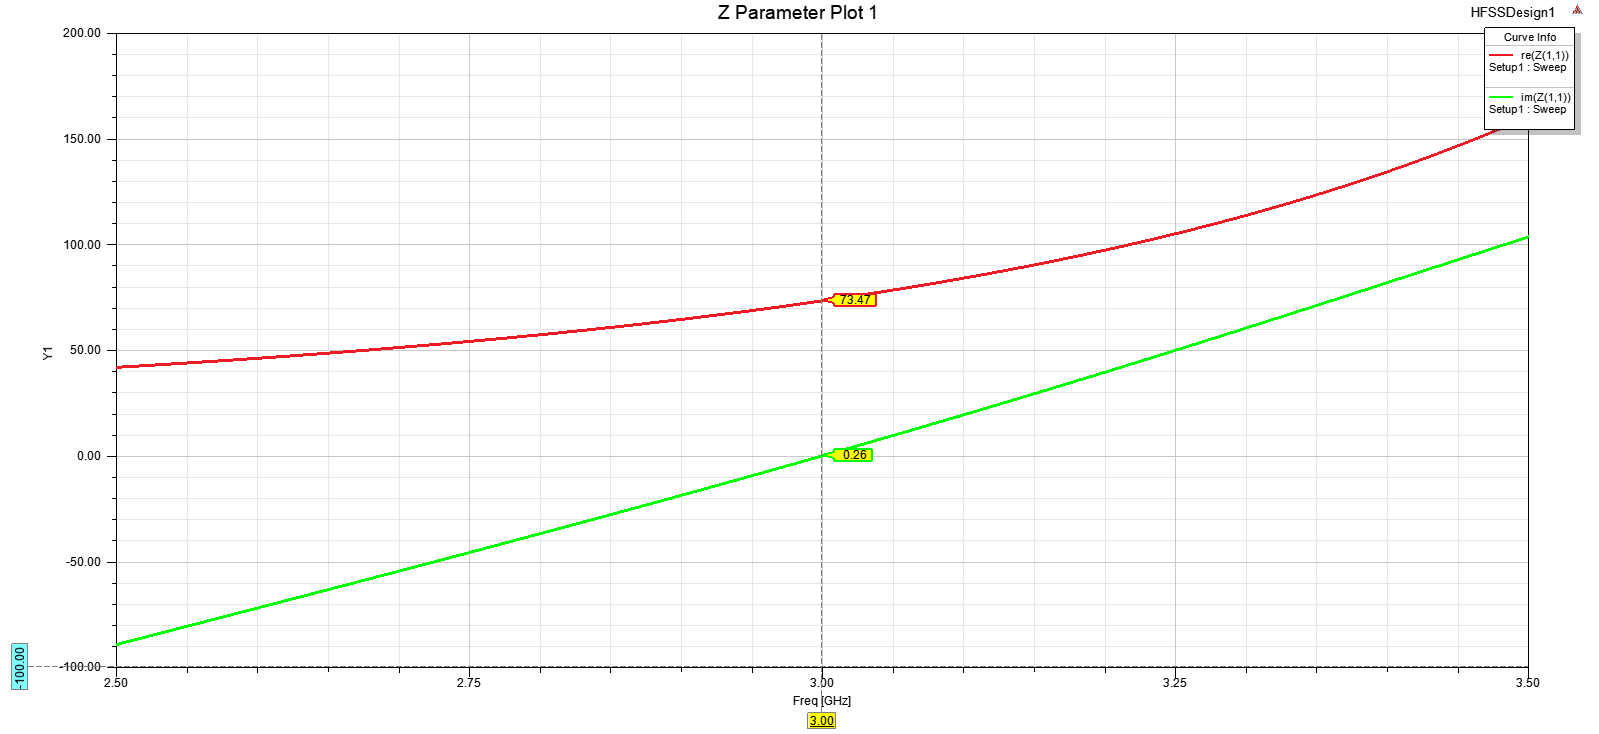 Z Parameter Plot 1
HFSSDesign1
Curve Info
re(Z(1,1))
Setup1 : Sweep
im(Z(1,1))
Setup1 : Sweep
200.00
150.00
100.00
50.00
0.00
-50.00
-100.00
Y1
73.47
0.26
-100.00
2.50
2.75
3.00
3.25
3.50
Freq [GHz]
3.00